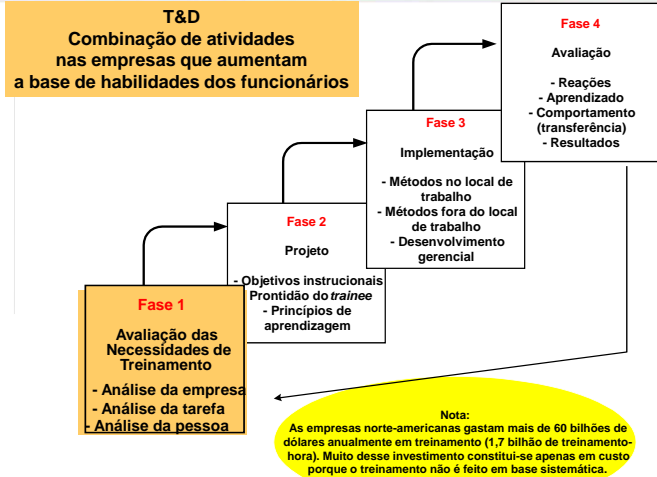 T&D
Combinação de atividades
nas empresas que aumentam
a base de habilidades dos funcionários
Fase 1
Avaliação das
Necessidades de
Treinamento
- Análise da empresa
- Análise da tarefa
- Análise da pessoa
Fase 2
Projeto
- Objetivos instrucionais
Prontidão do trainee
- Princípios de
aprendizagem
Fase 3
Implementação
- Métodos no local de
trabalho
- Métodos fora do local
de trabalho
- Desenvolvimento
gerencial
Fase 4
Avaliação
- Reações
- Aprendizado
- Comportamento
(transferência)
- Resultados
Nota:
As empresas norte-americanas gastam mais de 60 bilhões de
dólares anualmente em treinamento (1,7 bilhão de treinamento-
hora). Muito desse investimento constitui-se apenas em custo
porque o treinamento não é feito em base sistemática.